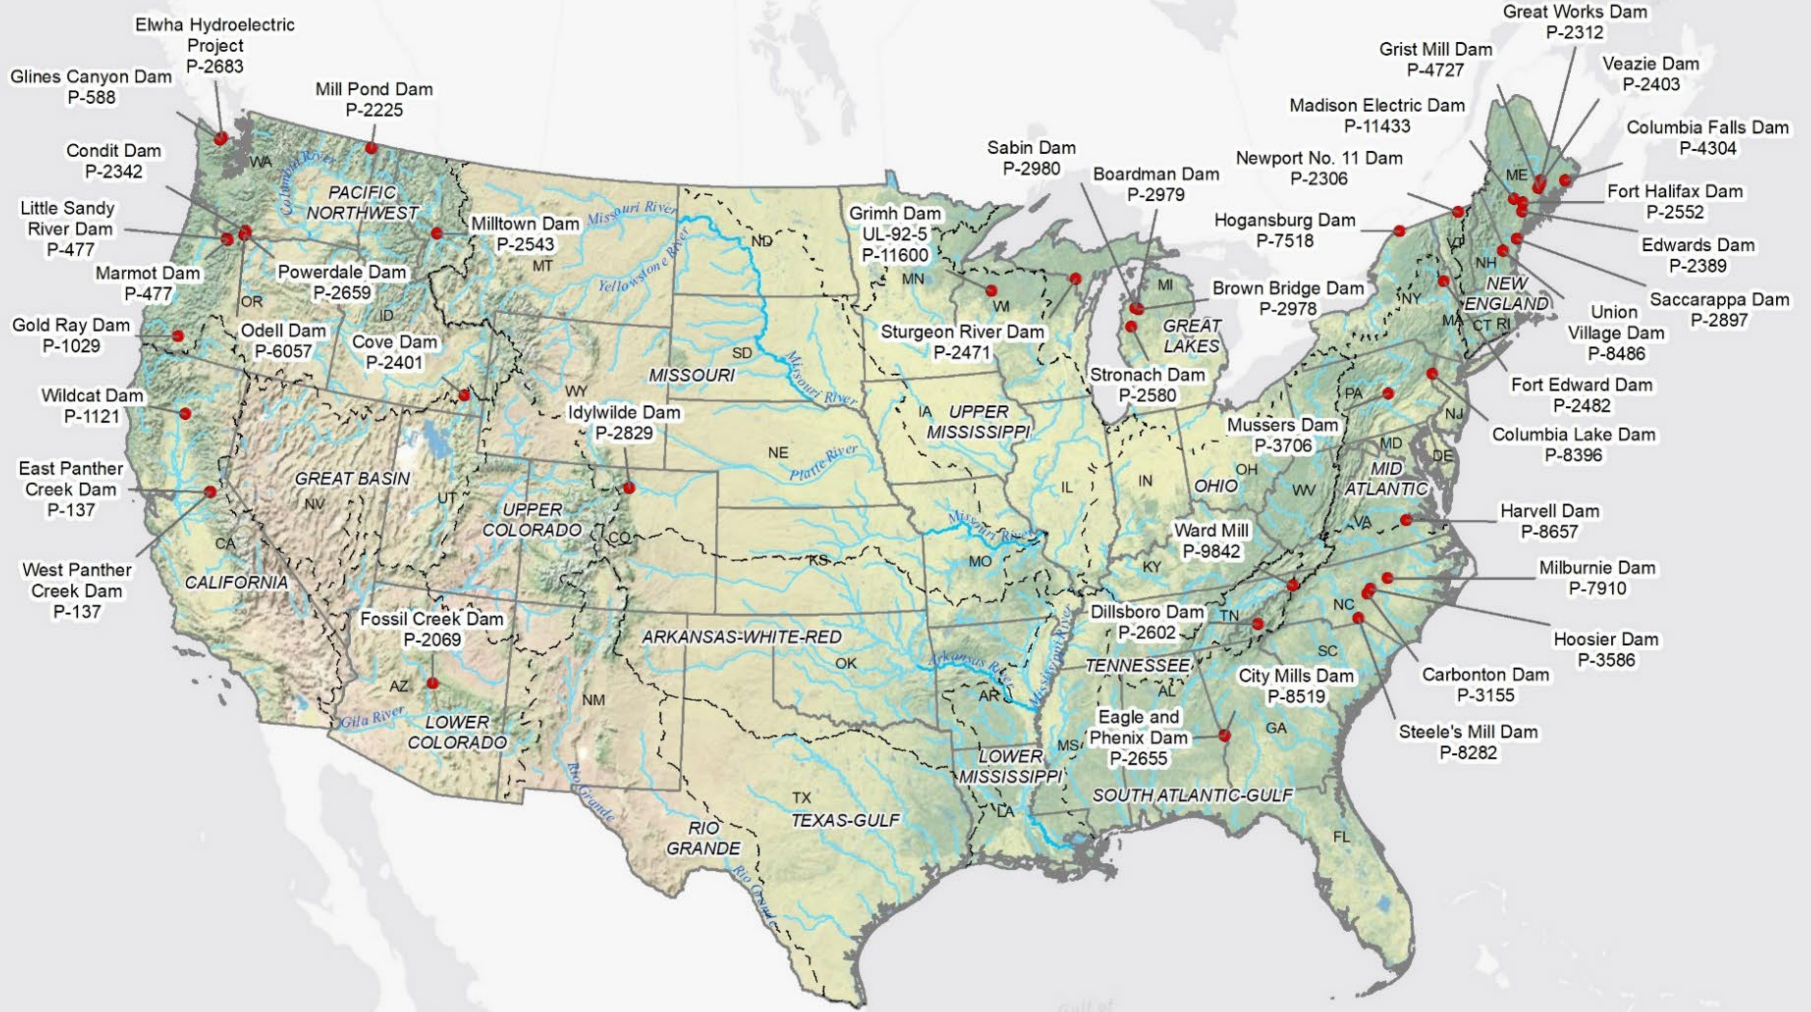 Elwha Hydroelectric
Project
P-2683
Glines Canyon Dam
P-588
Mill Pond Dam
P-2225
Condit Dam
P-2342
Little Sandy
River Dam
P-477
Marmot Dam
P-477
Powerdale Dam
P-2659
Milltown Dam
P-2543
Gold Ray Dam
P-1029
Odell Dam
P-6057
Cove Dam
P-2401
Wildcat Dam
P-1121
Idylwilde Dam
P-2829
East Panther
Creek Dam
P-137
West Panther
Creek Dam
P-137
Fossil Creek Dam
P-2069
Grimh Dam
UL-92-5
P-11600
Sabin Dam
P-2980
Boardman Dam
P-2979
Brown Bridge Dam
P-2978
Sturgeon River Dam
P-2471
Stronach Dam
P-2580
Great Works Dam
P-2312
Grist Mill Dam
P-4727
Veazie Dam
P-2403
Madison Electric Dam
P-11433
Columbia Falls Dam
P-4304
Newport No. 11 Dam
P-2306
Fort Halifax Dam
P-2552
Hogansburg Dam
P-7518
Edwards Dam
P-2389
Saccarappa Dam
P-2897
Union
Village Dam
P-8486
Fort Edward Dam
P-2482
Columbia Lake Dam
P-8396
Mussers Dam
P-3706
Harvell Dam
P-8657
Ward Mill
P-9842
Milburnie Dam
P-7910
Dillsboro Dam
P-2602
Hoosier Dam
P-3586
City Mills Dam
P-8519
Carbonton Dam
P-3155
Eagle and
Phenix Dam
P-2655
Steele's Mill Dam
P-8282
PACIFIC
NORTHWEST
GREAT BASIN
CALIFORNIA
UPPER
COLORADO
LOWER
COLORADO
MISSOURI
UPPER
MISSISSIPPI
GREAT
LAKES
NEW
ENGLAND
OHIO
MID
ATLANTIC
ARKANSAS-WHITE-RED
TENNESSEE
LOWER
MISSISSIPPI
SOUTH ATLANTIC-GULF
TEXAS-GULF
RIO
GRANDE
Columbia River
Missouri River
Yellowstone River
Missouri River
Platte River
Missouri River
Arkansas River
Mississippi River
Gila River
Rio Grande
Rio Grande
WA
OR
ID
MT
ND
MN
WI
MI
ME
VT
NH
NY
MA
CT
RI
SD
WY
IA
NE
PA
NJ
MD
DE
OH
IN
IL
WV
VA
NV
UT
CO
CA
KS
MO
KY
TN
NC
SC
AZ
NM
OK
AR
AL
MS
GA
TX
LA
FL
Gulf of